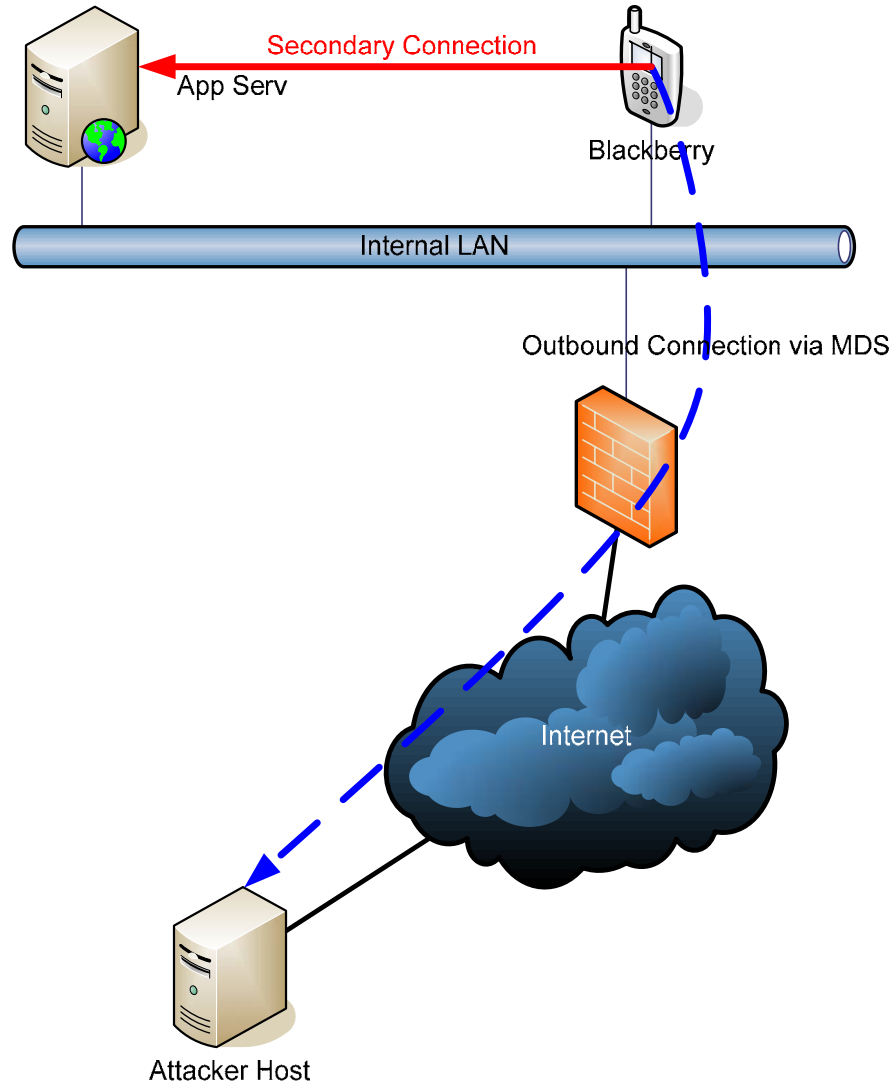 Secondary Connection
App Serv
Blackberry
Internal LAN
Outbound Connection via MDS
Internet
Attacker Host